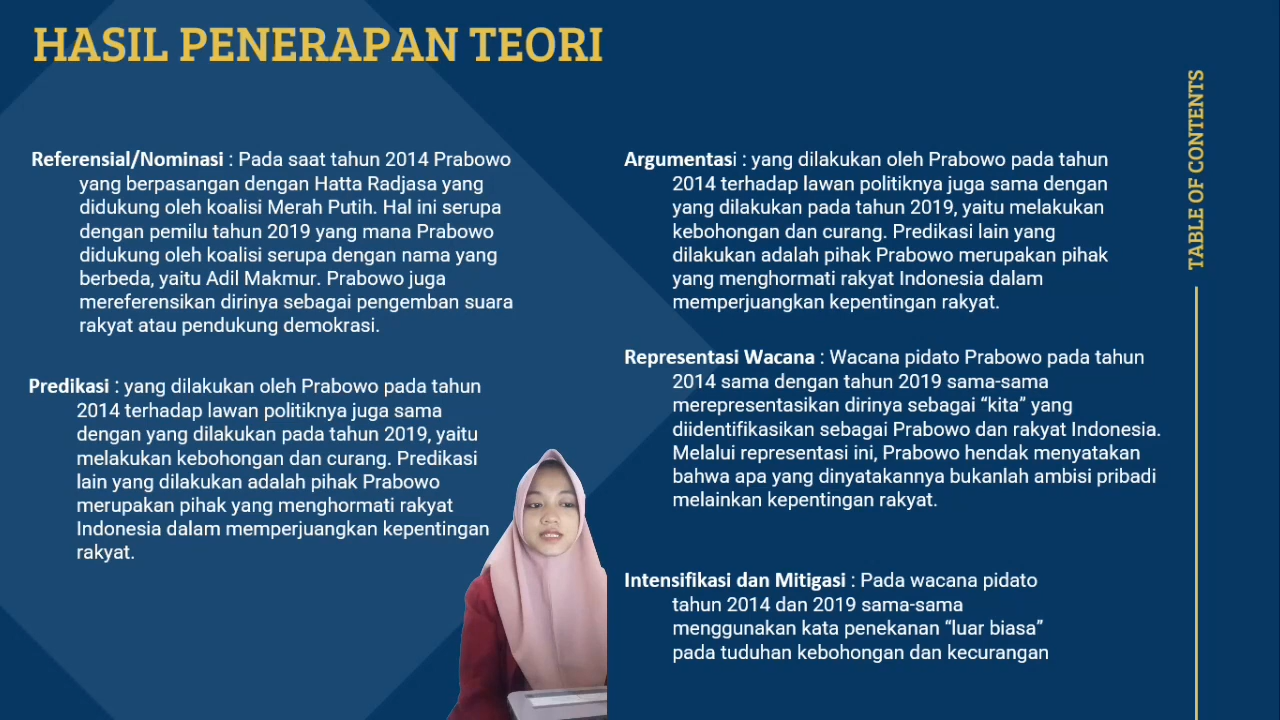 HASIL PENERAPAN TEORI
Referensial/Nominasi : Pada saat tahun 2014 Prabowo
yang berpasangan dengan Hatta Radjasa yang
didukung oleh koalisi Merah Putih. Hal ini serupa
dengan pemilu tahun 2019 yang mana Prabowo
didukung oleh koalisi serupa dengan nama yang
berbeda, yaitu Adil Makmur. Prabowo juga
mereferensikan dirinya sebagai pengemban suara
rakyat atau pendukung demokrasi.
Predikasi : yang dilakukan oleh Prabowo pada tahun
2014 terhadap lawan politiknya juga sama
dengan yang dilakukan pada tahun 2019, yaitu
melakukan kebohongan dan curang. Predikasi
lain yang dilakukan adalah pihak Prabowo
merupakan pihak yang menghormati rakyat
Indonesia dalam memperjuangkan kepentingan
rakyat.
Argumentasi : yang dilakukan oleh Prabowo pada tahun
2014 terhadap lawan politiknya juga sama dengan
yang dilakukan pada tahun 2019, yaitu melakukan
kebohongan dan curang. Predikasi lain yang
dilakukan adalah pihak Prabowo merupakan pihak
yang menghormati rakyat Indonesia dalam
memperjuangkan kepentingan rakyat.
Representasi Wacana : Wacana pidato Prabowo pada tahun
2014 sama dengan tahun 2019 sama-sama
merepresentasikan dirinya sebagai “kita” yang
diidentifikasikan sebagai Prabowo dan rakyat Indonesia.
Melalui representasi ini, Prabowo hendak menyatakan
bahwa apa yang dinyatakannya bukanlah ambisi pribadi
melainkan kepentingan rakyat.
Intensifikasi dan Mitigasi : Pada wacana pidato
tahun 2014 dan 2019 sama-sama
menggunakan kata penekanan “luar biasa”
pada tuduhan kebohongan dan kecurangan
TABLE OF CONTENTS